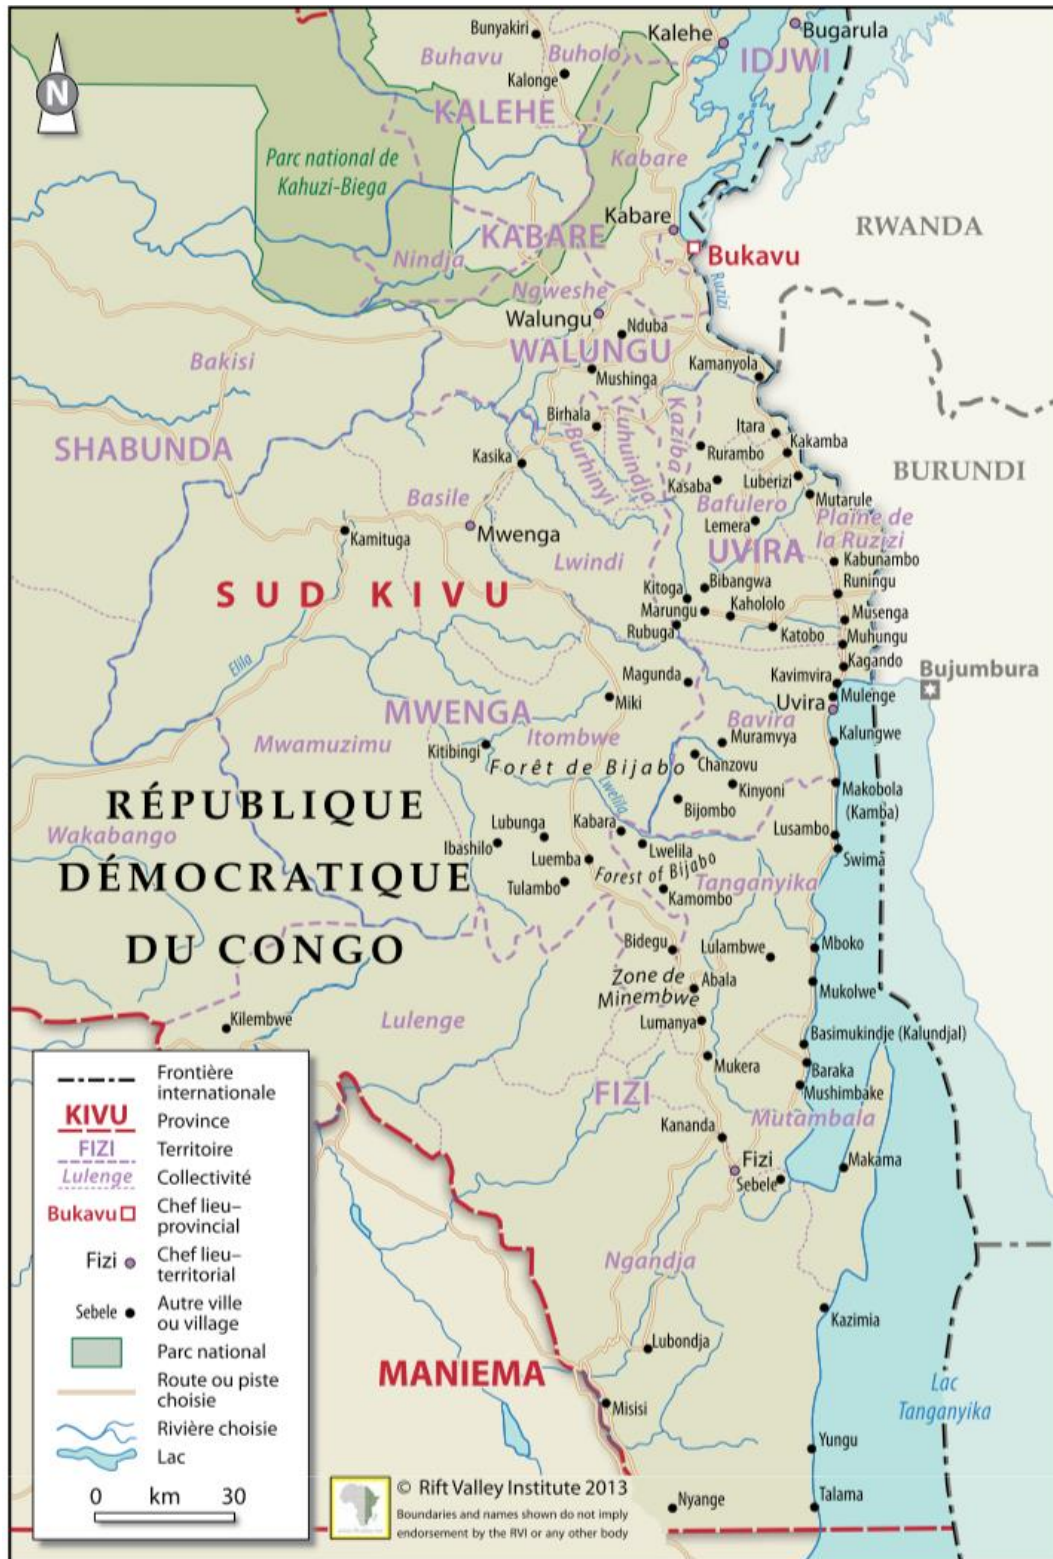 Bunyakiri
Kalehe
Bugarula
Buhavu
Buholo
IDJWI
Kalonge
KALEHE
N
Parc national de
Kahuzi-Biega
Kabare
Kabare
RWANDA
KABARE
Bukavu
Nindja
Ruzizi
Ngweshe
Walungu
Nduba
WALUNGU
Bakisi
Kamanyola
Mushinga
Birhala
Luhuindja
Kaziba
Itara
Kakamba
SHABUNDA
Burhinyi
Rurambo
Kasika
BURUNDI
Kasaba
Luberizi
Basile
Bafulero
Mutarule
Mwenga
Lemera
Plaine de
la Ruzizi
Kamituga
UVIRA
Lwindi
Kabunambo
SUD KIVU
Bibangwa
Runingu
Kitoga
Marungu
Kahololo
Musenga
Rubuga
Katobo
Muhungu
Elila
Kagando
Magunda
Kavimvira
Bujumbura
Miki
Mulenge
Uvira
MWENGA
Bavira
Mwamuzimu
Itombwe
Muramvya
Kalungwe
Kitibingi
Forêt de Bijabo
Chanzovu
Kinyoni
Makobola
(Kamba)
RÉPUBLIQUE
Lwelila
Bijombo
Wakabango
Lubunga
Kabara
Lusambo
Ibashilo
Luemba
Lwelila
Swima
DÉMOCRATIQUE
Forest of Bijabo
Tulambo
Kamombo
Tanganyika
DU CONGO
Bidegu
Lulambwe
Mboko
Zone de
Minembwe
Abala
Mukolwe
Kilembwe
Lulenge
Lumanya
Basimukindje (Kalundjal)
Mukera
Baraka
Mushimbake
FIZI
Mutambala
Kananda
Fizi
Makama
Sebele
Ngandja
Kazimia
Lubondja
MANIEMA
Lac
Tanganyika
Misisi
Yungu
Nyange
Talama
Frontière
internationale
KIVU
Province
FIZI
Territoire
Lulenge
Collectivité
Bukavu
Chef lieu–
provincial
Fizi
Chef lieu–
territorial
Sebele
Autre ville
ou village
Parc national
Route ou piste
choisie
Rivière choisie
Lac
0 km 30
© Rift Valley Institute 2013
Boundaries and names shown do not imply
endorsement by the RVI or any other body